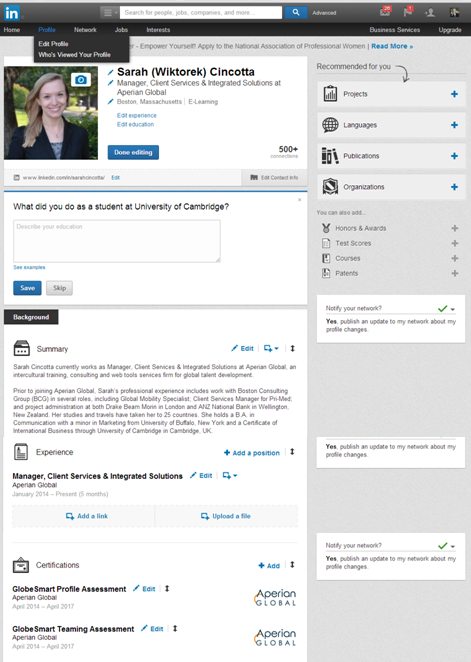 in
Search for people, jobs, companies, and more...
Advanced
Home Profile Network Jobs Interests Business Services Upgrade
Edit Profile
Who's Viewed Your Profile
er - Empower Yourself! Apply to the National Association of Professional Women | Read More »
Sarah (Wiktorek) Cincotta
Manager, Client Services & Integrated Solutions at
Aperian Global
Boston, Massachusetts | E-Learning
Edit experience
Edit education
Done editing
500+
connections
www.linkedin.com/in/sarahcincotta/ Edit
Edit Contact Info
What did you do as a student at University of Cambridge?
Describe your education
See examples
Save Skip
Background
Summary
Edit
Sarah Cincotta currently works as Manager, Client Services & Integrated Solutions at Aperian Global, an
intercultural training, consulting and web tools services firm for global talent development.
Prior to joining Aperian Global, Sarah's professional experience includes work with Boston Consulting
Group (BCG) in several roles, including Global Mobility Specialist; Client Services Manager for Pri-Med;
and project administration at both Drake Beam Morin in London and ANZ National Bank in Wellington,
New Zealand. Her studies and travels have taken her to 25 countries. She holds a B.A. in
Communication with a minor in Marketing from University of Buffalo, New York and a Certificate of
International Business through University of Cambridge in Cambridge, UK.
Experience
+ Add a position
Manager, Client Services & Integrated Solutions Edit
Aperian Global
January 2014 – Present (5 months)
Add a link Upload a file
Certifications
+ Add
GlobeSmart Profile Assessment Edit
Aperian Global
April 2014 – April 2017
Aperian
GLOBAL
GlobeSmart Teaming Assessment Edit
Aperian Global
April 2014 – April 2017
Aperian
GLOBAL
Recommended for you
Projects
Languages
Publications
Organizations
You can also add...
Honors & Awards
Test Scores
Courses
Patents
Notify your network?
Yes, publish an update to my network about my
profile changes.
Yes, publish an update to my network about my
profile changes.
Notify your network?
Yes, publish an update to my network about my
profile changes.